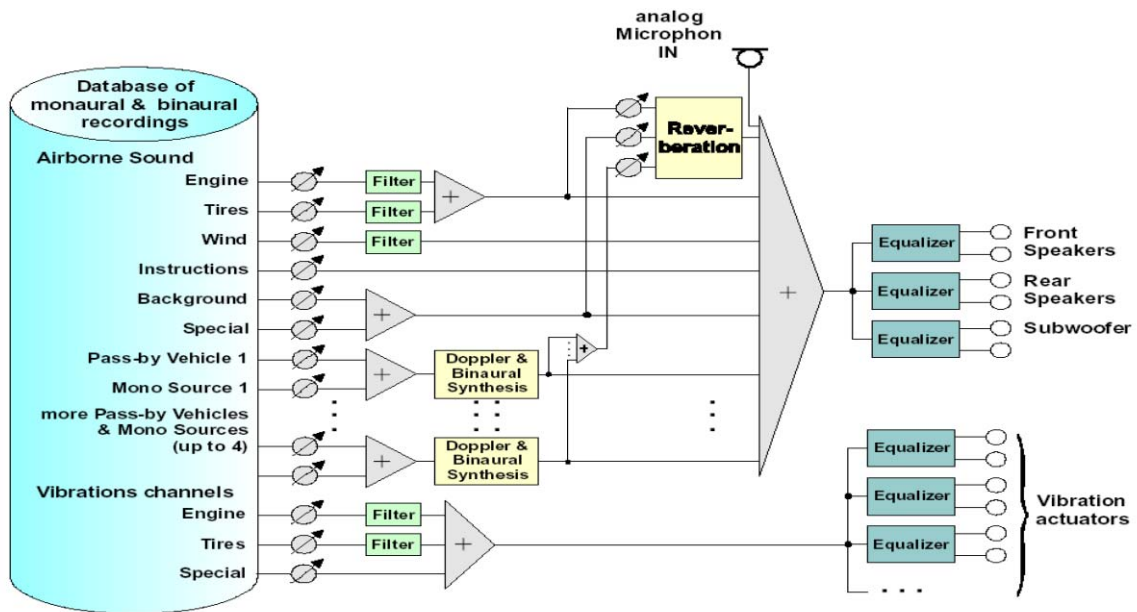 analog
Microphon
IN
Database of
monaural & binaural
recordings
Airborne Sound
Engine
Tires
Wind
Instructions
Background
Special
Pass-by Vehicle 1
Mono Source 1
more Pass-by Vehicles
& Mono Sources
(up to 4)
Vibrations channels
Engine
Tires
Special
Filter
Filter
Filter
+
+
+
+
Doppler &
Binaural
Synthesis
Doppler &
Binaural
Synthesis
Filter
Filter
+
+
Rever-
beration
+
Equalizer
Equalizer
Equalizer
Front
Speakers
Rear
Speakers
Subwoofer
Equalizer
Equalizer
Equalizer
Vibration
actuators